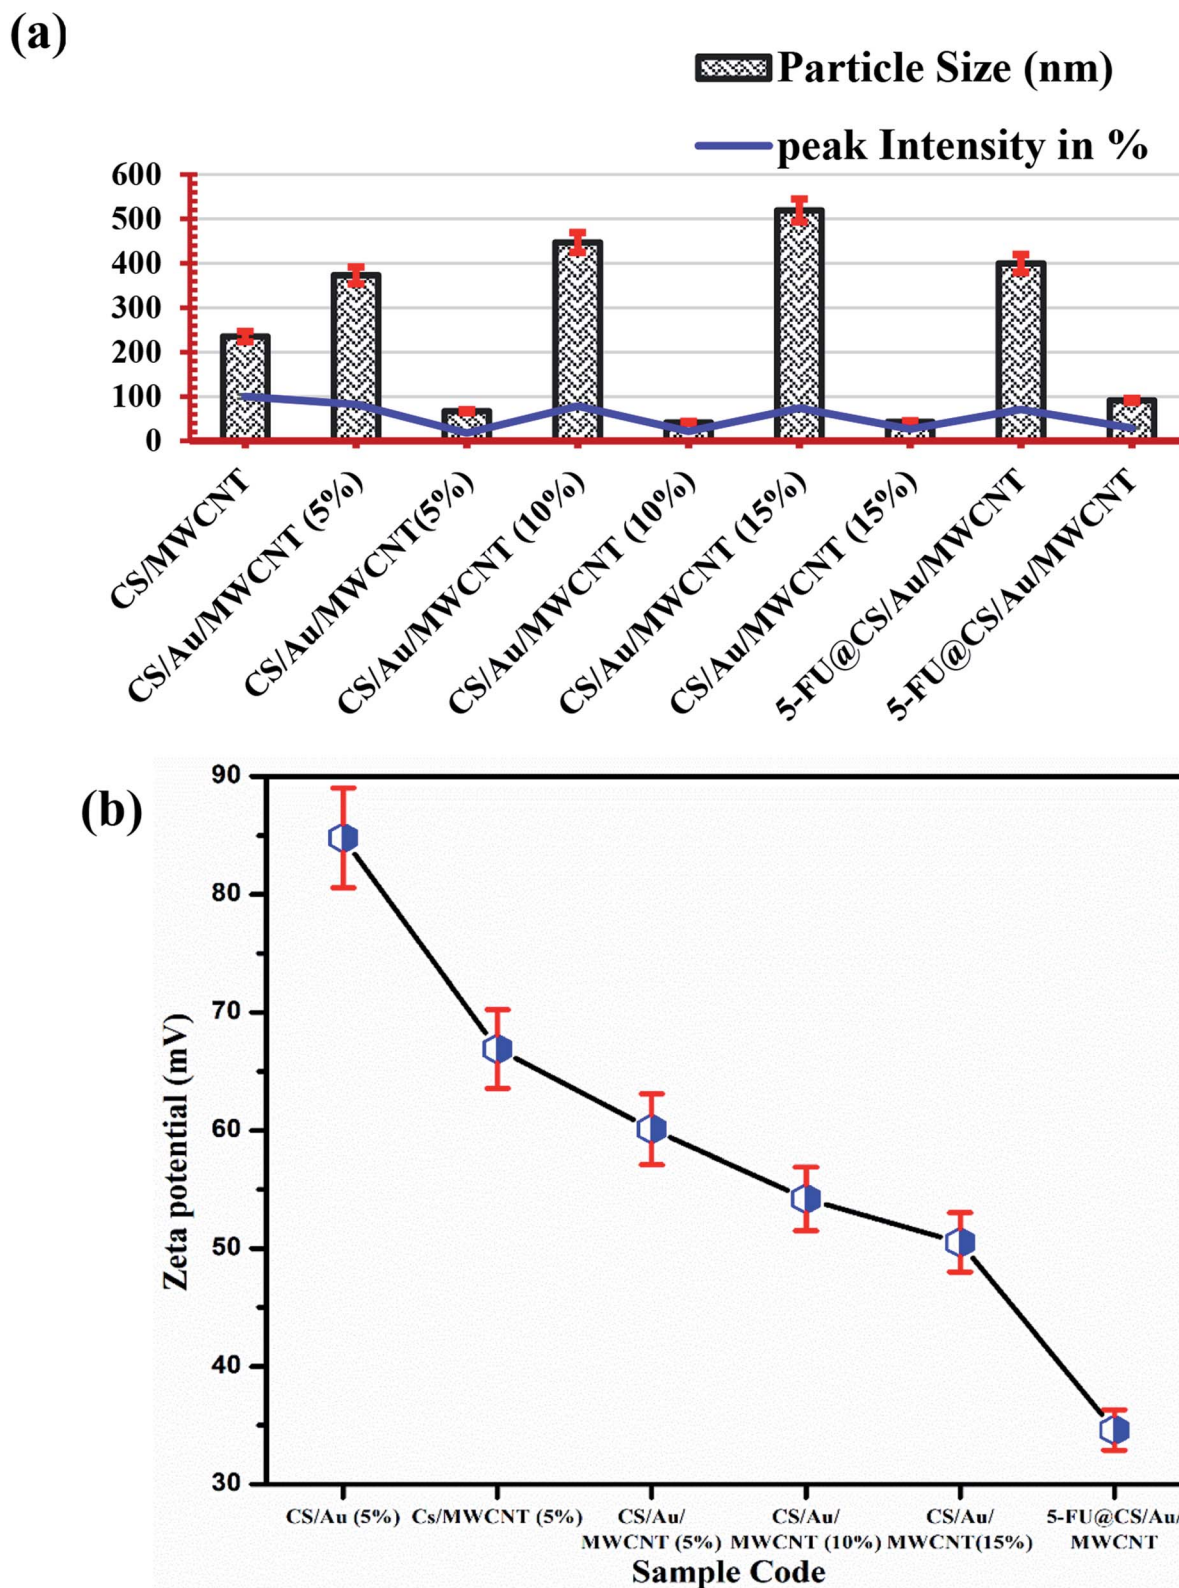 (a)
Particle Size (nm)
peak Intensity in %
600
500
400
300
200
100
0
CS/MWCNT
CS/Au/MWCNT (5%)
CS/Au/MWCNT(5%)
CS/Au/MWCNT (10%)
CS/Au/MWCNT (10%)
CS/Au/MWCNT (15%)
CS/Au/MWCNT (15%)
5-FU@CS/Au/MWCNT
5-FU@CS/Au/MWCNT
(b)
90
80
70
60
50
40
30
Zeta potential (mV)
CS/Au (5%)
Cs/MWCNT (5%)
CS/Au/
MWCNT (5%)
CS/Au/
MWCNT (10%)
CS/Au/
MWCNT(15%)
5-FU@CS/Au/
MWCNT
Sample Code